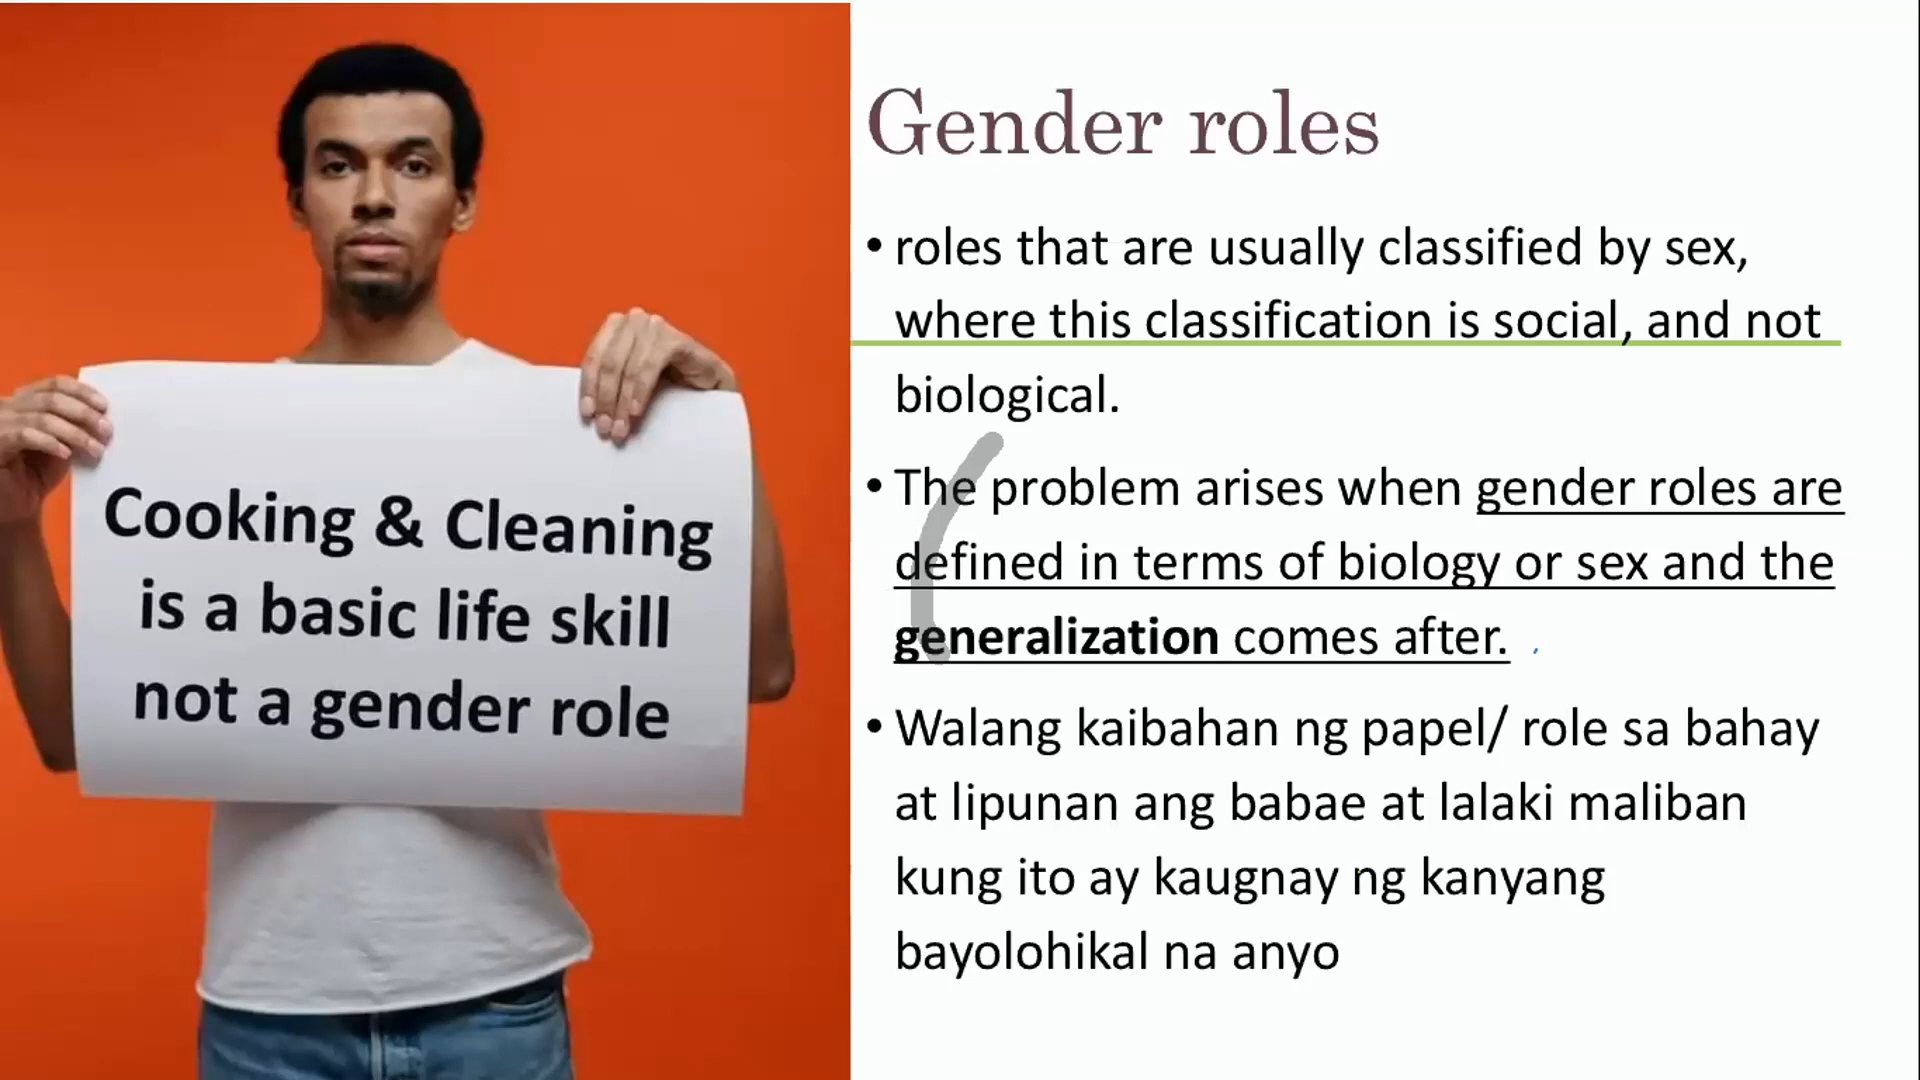 Cooking & Cleaning
is a basic life skill
not a gender role
Gender roles
• roles that are usually classified by sex,
where this classification is social, and not
biological.
• The problem arises when gender roles are
defined in terms of biology or sex and the
generalization comes after.
• Walang kaibahan ng papel/ role sa bahay
at lipunan ang babae at lalaki maliban
kung ito ay kaugnay ng kanyang
bayolohikal na anyo